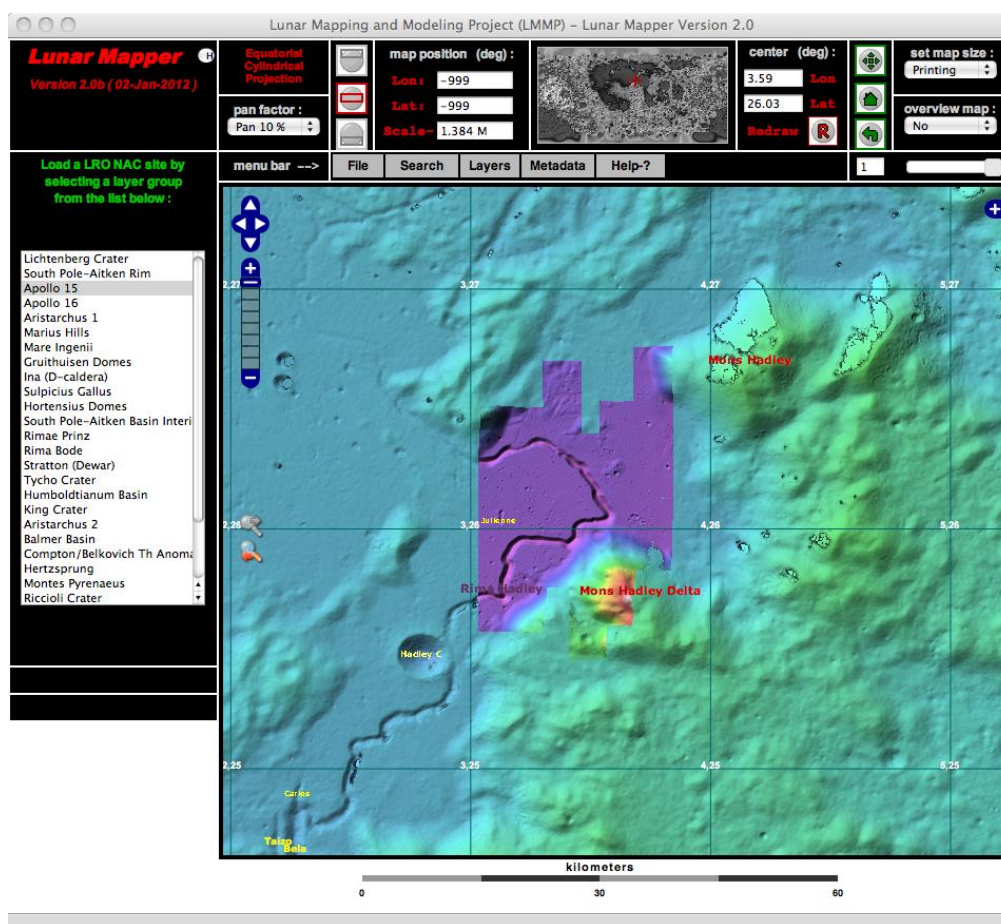 Lunar Mapping and Modeling Project (LMMP) – Lunar Mapper Version 2.0
Lunar Mapper
H
Version 2.0b ( 02-Jan-2012 )
Equatorial
Cylindrical
Projection
pan factor :
Pan 10 %
map position (deg) :
Lon: -999
Lat: -999
Scale~ 1.384 M
center (deg) :
3.59 Lon
26.03 Lat
Redraw R
set map size :
Printing
overview map :
No
Load a LRO NAC site by
selecting a layer group
from the list below :
menu bar -->
File
Search
Layers
Metadata
Help-?
1
Lichtenberg Crater
South Pole-Aitken Rim
Apollo 15
Apollo 16
Aristarchus 1
Marius Hills
Mare Ingenii
Gruithuisen Domes
Ina (D-caldera)
Sulpicius Gallus
Hortensius Domes
South Pole-Aitken Basin Interi
Rimae Prinz
Rima Bode
Stratton (Dewar)
Tycho Crater
Humboldtianum Basin
King Crater
Aristarchus 2
Balmer Basin
Compton/Belkovich Th Anoma
Hertzsprung
Montes Pyrenaeus
Riccioli Crater
2,27
3,27
4,27
5,27
Mons Hadley
Julienne
3,26
4,26
5,26
Rima Hadley
Mons Hadley Delta
Hadley C
2,25
3,25
4,25
5,25
Carlos
Taizo
Bela
kilometers
0
30
60